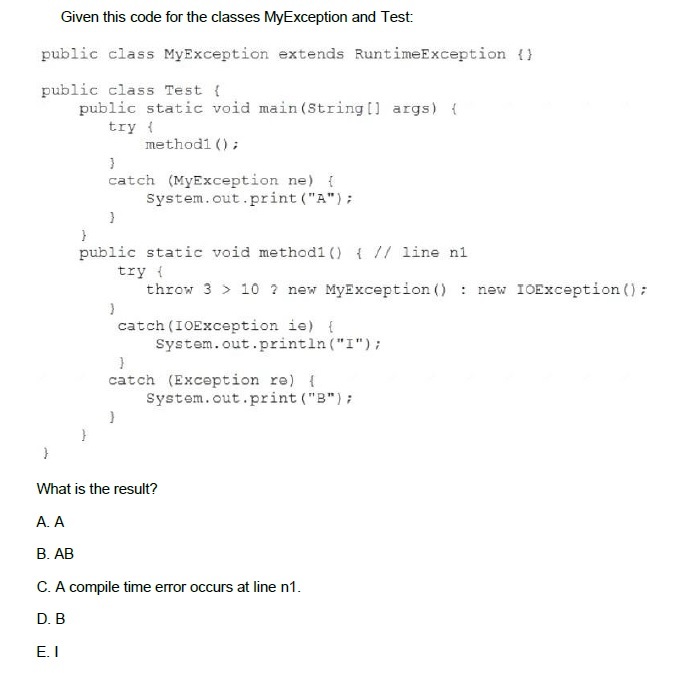 Given this code for the classes MyException and Test:
public class MyException extends RuntimeException {}
public class Test {
public static void main(String[] args) {
try {
method1();
}
catch (MyException ne) {
System.out.print("A");
}
}
public static void method1() { // line n1
try {
throw 3 > 10 ? new MyException() : new IOException();
}
catch(IOException ie) {
System.out.println("I");
}
catch (Exception re) {
System.out.print("B");
}
}
}
What is the result?
A. A
B. AB
C. A compile time error occurs at line n1.
D. B
E. I